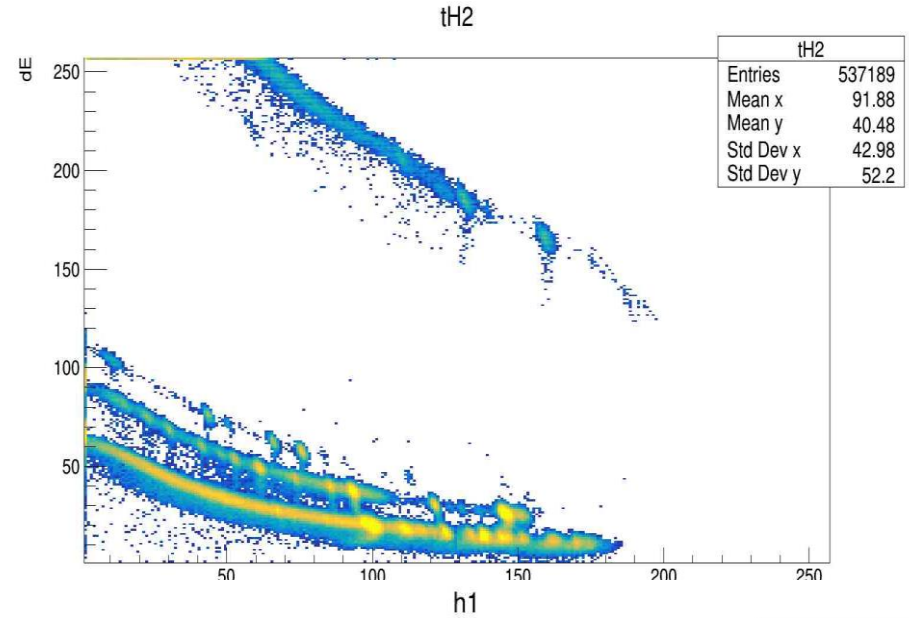 tH2
dE
250
200
150
100
50
50
100
150
200
250
h1
tH2
Entries 537189
Mean x 91.88
Mean y 40.48
Std Dev x 42.98
Std Dev y 52.2